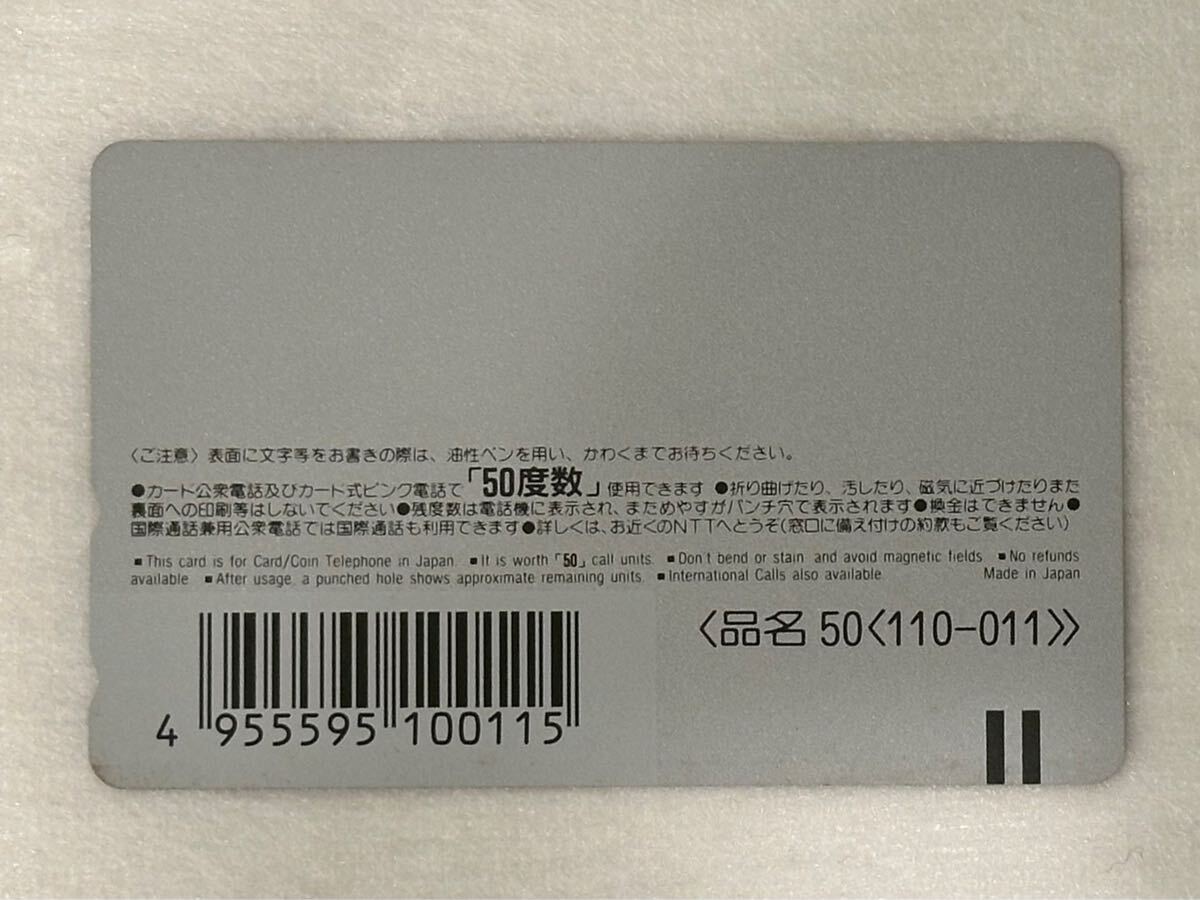 〈ご注意〉表面に文字等をお書きの際は、油性ペンを用い、かわくまでお待ちください。
●カード公衆電話及びカード式ピンク電話で「50度数」使用できます ●折り曲げたり、汚したり、磁気に近づけたりまた
裏面への印刷等はしないでください●残度数は電話機に表示され、まためやすがパンチ穴で表示されます●換金はできません●
国際通話兼用公衆電話では国際通話も利用できます●詳しくは、お近くのNTTへどうぞ(窓口に備え付けの約款もご覧ください)
■This card is for Card/Coin Telephone in Japan. ■It is worth「50」call units. ■Don't bend or stain, and avoid magnetic fields. ■No refunds
available. ■After usage, a punched hole shows approximate remaining units. ■International Calls also available. Made in Japan
〈品名 50〈110-011〉〉
4 955595 100115